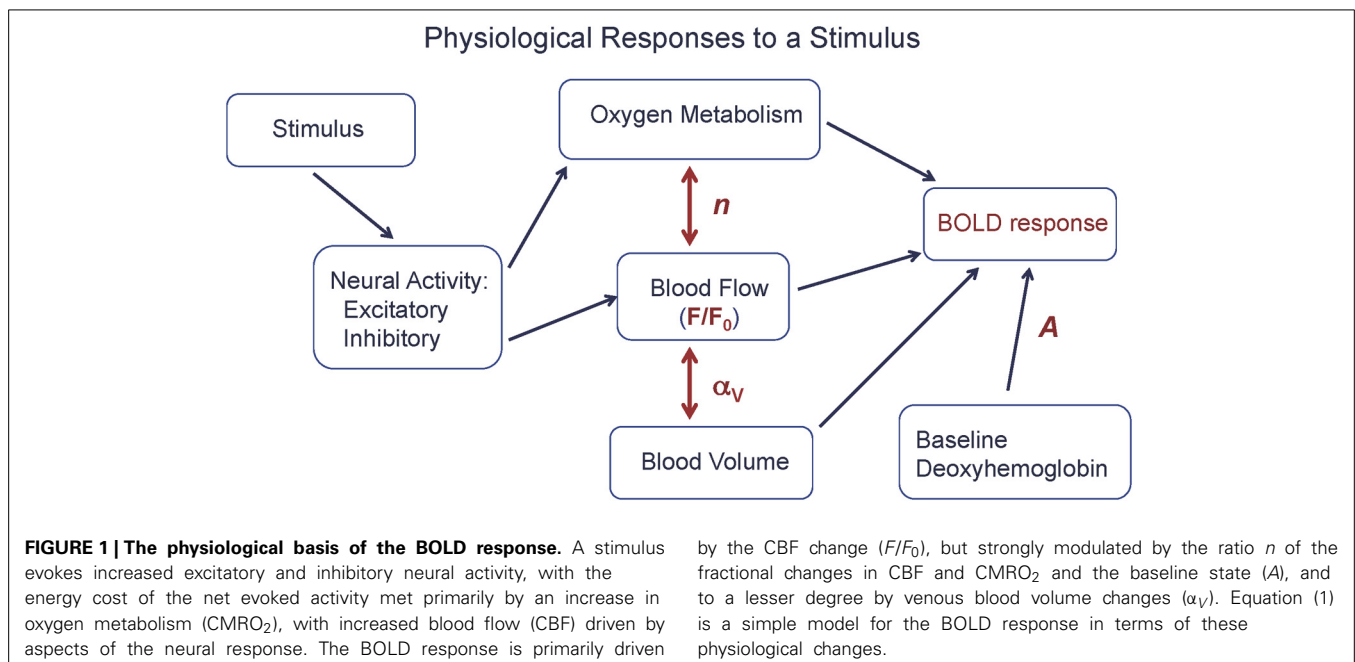 Physiological Responses to a Stimulus
Stimulus
Oxygen Metabolism
n
BOLD response
Neural Activity:
Excitatory
Inhibitory
Blood Flow
(F/F₀)
A
αV
Blood Volume
Baseline
Deoxyhemoglobin
FIGURE 1 | The physiological basis of the BOLD response. A stimulus
evokes increased excitatory and inhibitory neural activity, with the
energy cost of the net evoked activity met primarily by an increase in
oxygen metabolism (CMRO₂), with increased blood flow (CBF) driven by
aspects of the neural response. The BOLD response is primarily driven
by the CBF change (F/F₀), but strongly modulated by the ratio n of the
fractional changes in CBF and CMRO₂ and the baseline state (A), and
to a lesser degree by venous blood volume changes (αV). Equation (1)
is a simple model for the BOLD response in terms of these
physiological changes.